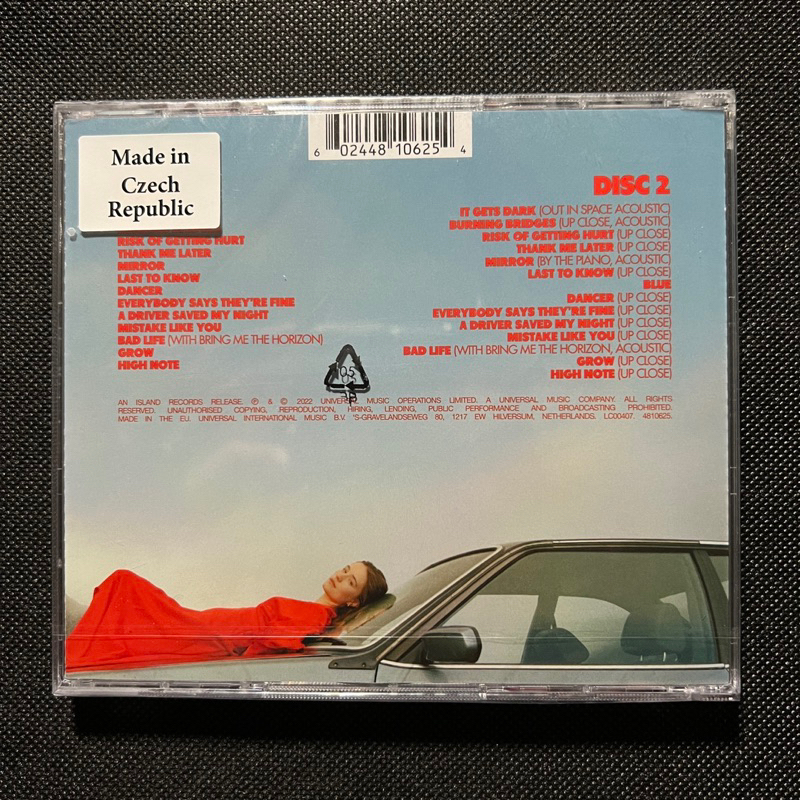 Made in
Czech
Republic
6 02448 10625 4
RISK OF GETTING HURT
THANK ME LATER
MIRROR
LAST TO KNOW
DANCER
EVERYBODY SAYS THEY'RE FINE
A DRIVER SAVED MY NIGHT
MISTAKE LIKE YOU
BAD LIFE (WITH BRING ME THE HORIZON)
GROW
HIGH NOTE
DISC 2
IT GETS DARK (OUT IN SPACE ACOUSTIC)
BURNING BRIDGES (UP CLOSE, ACOUSTIC)
RISK OF GETTING HURT (UP CLOSE)
THANK ME LATER (UP CLOSE)
MIRROR (BY THE PIANO, ACOUSTIC)
LAST TO KNOW (UP CLOSE)
BLUE
DANCER (UP CLOSE)
EVERYBODY SAYS THEY'RE FINE (UP CLOSE)
A DRIVER SAVED MY NIGHT (UP CLOSE)
MISTAKE LIKE YOU (UP CLOSE)
BAD LIFE (WITH BRING ME THE HORIZON, ACOUSTIC)
GROW (UP CLOSE)
HIGH NOTE (UP CLOSE)
05
AN ISLAND RECORDS RELEASE. ℗ & © 2022 UNIVERSAL MUSIC OPERATIONS LIMITED. A UNIVERSAL MUSIC COMPANY. ALL RIGHTS
RESERVED. UNAUTHORISED COPYING, REPRODUCTION, HIRING, LENDING, PUBLIC PERFORMANCE AND BROADCASTING PROHIBITED.
MADE IN THE EU. UNIVERSAL INTERNATIONAL MUSIC B.V. 'S-GRAVELANDSEWEG 80, 1217 EW HILVERSUM, NETHERLANDS. LC00407. 4810625.